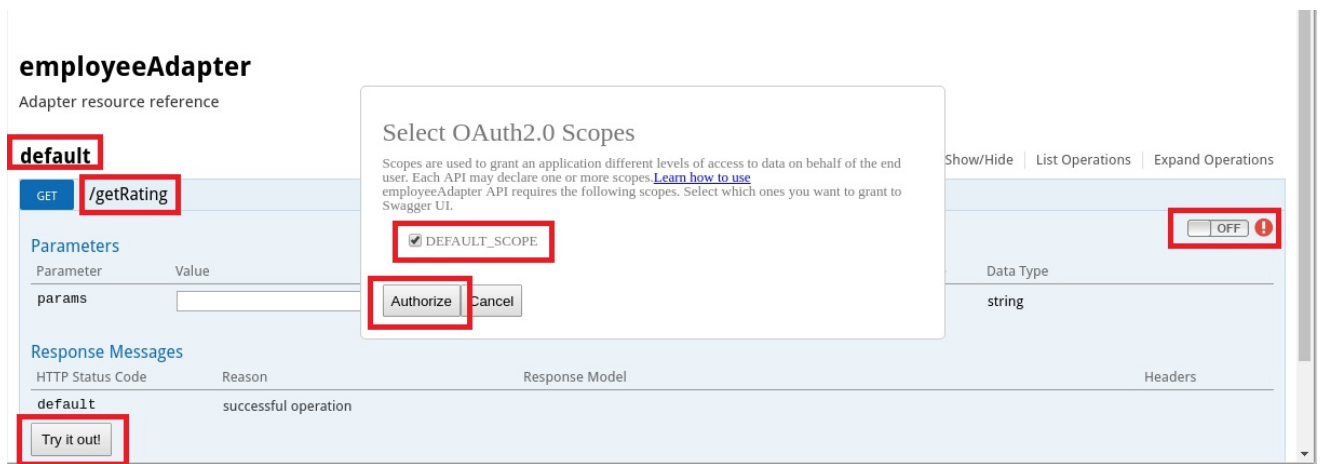 employeeAdapter
Adapter resource reference
Select OAuth2.0 Scopes
Scopes are used to grant an application different levels of access to data on behalf of the end
user. Each API may declare one or more scopes.Learn how to use
employeeAdapter API requires the following scopes. Select which ones you want to grant to
Swagger UI.
DEFAULT_SCOPE
Authorize Cancel
default
Show/Hide List Operations Expand Operations
GET /getRating
OFF
Parameters
Parameter Value Data Type
params string
Response Messages
HTTP Status Code Reason Response Model Headers
default successful operation
Try it out!